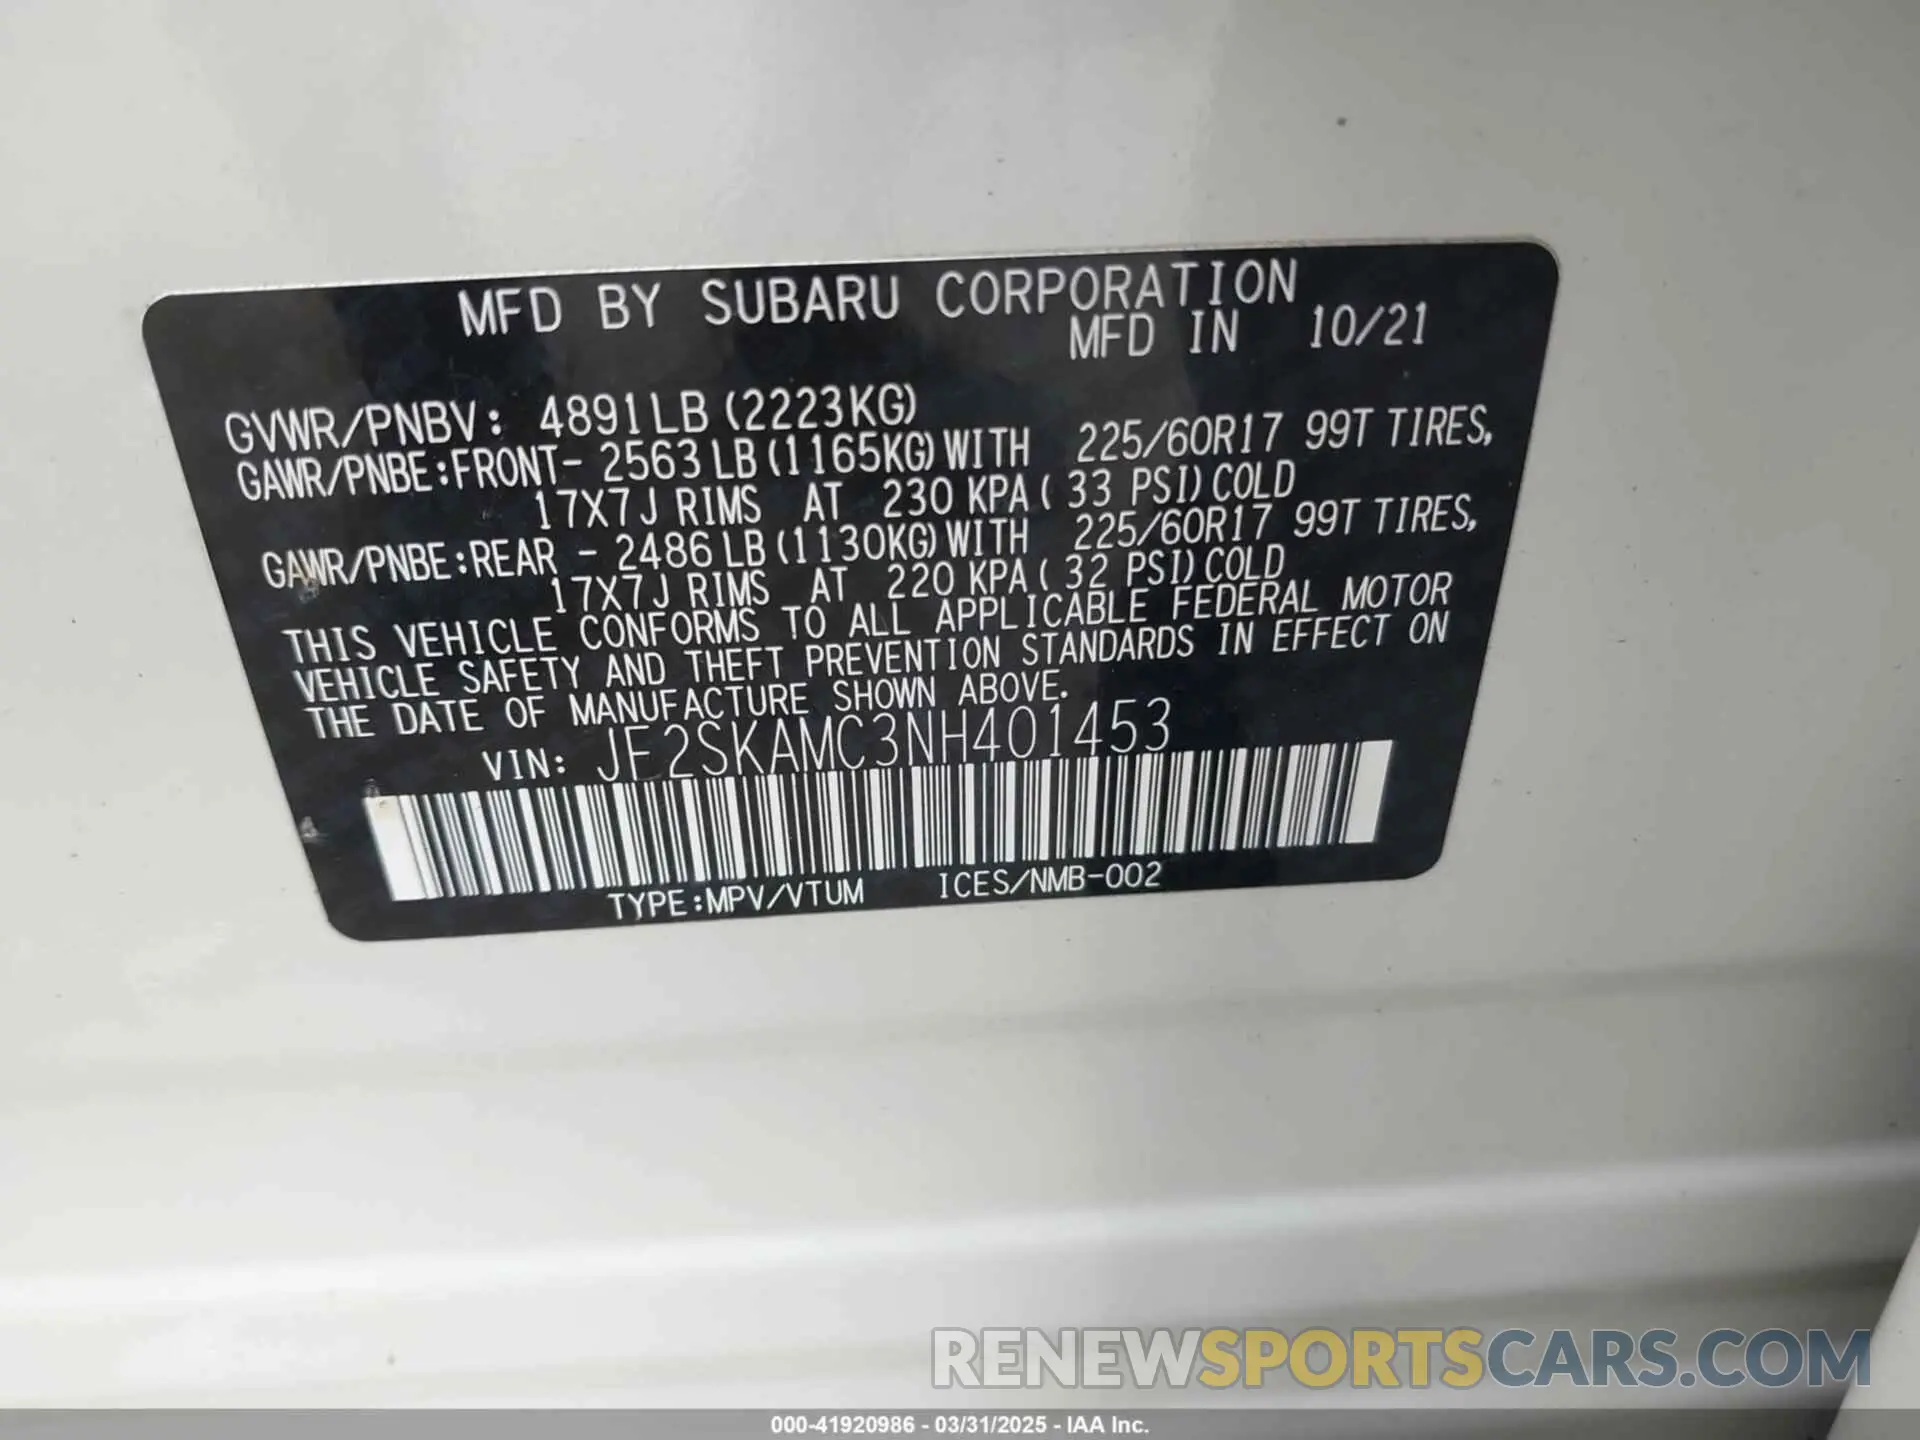 MFD BY SUBARU CORPORATION
MFD IN 10/21
GVWR/PNBV: 4891LB (2223KG)
GAWR/PNBE:FRONT- 2563LB(1165KG)WITH 225/60R17 99T TIRES,
17X7J RIMS AT 230 KPA( 33 PSI)COLD
GAWR/PNBE:REAR - 2486LB(1130KG)WITH 225/60R17 99T TIRES,
17X7J RIMS AT 220 KPA( 32 PSI)COLD
THIS VEHICLE CONFORMS TO ALL APPLICABLE FEDERAL MOTOR
VEHICLE SAFETY AND THEFT PREVENTION STANDARDS IN EFFECT ON
THE DATE OF MANUFACTURE SHOWN ABOVE.
VIN: JF2SKAMC3NH401453
TYPE:MPV/VTUM ICES/NMB-002
RENEWSPORTSCARS.COM
000-41920986 - 03/31/2025 - IAA Inc.